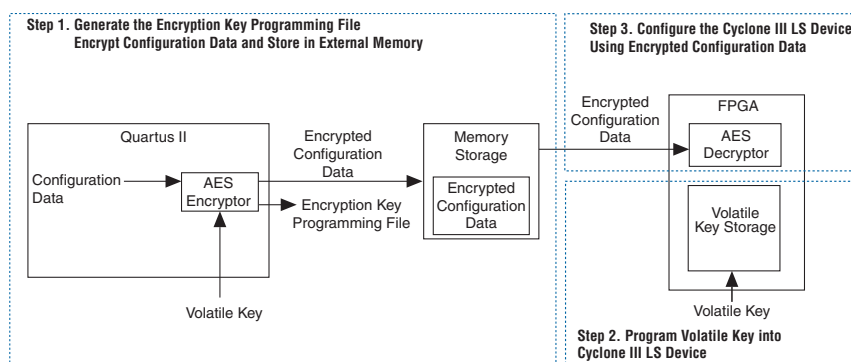 Step 1. Generate the Encryption Key Programming File
Encrypt Configuration Data and Store in External Memory
Step 3. Configure the Cyclone III LS Device
Using Encrypted Configuration Data
Quartus II
Configuration
Data
AES
Encryptor
Encrypted
Configuration
Data
Encryption Key
Programming File
Volatile Key
Memory
Storage
Encrypted
Configuration
Data
Encrypted
Configuration
Data
FPGA
AES
Decryptor
Volatile
Key Storage
Volatile Key
Step 2. Program Volatile Key into
Cyclone III LS Device